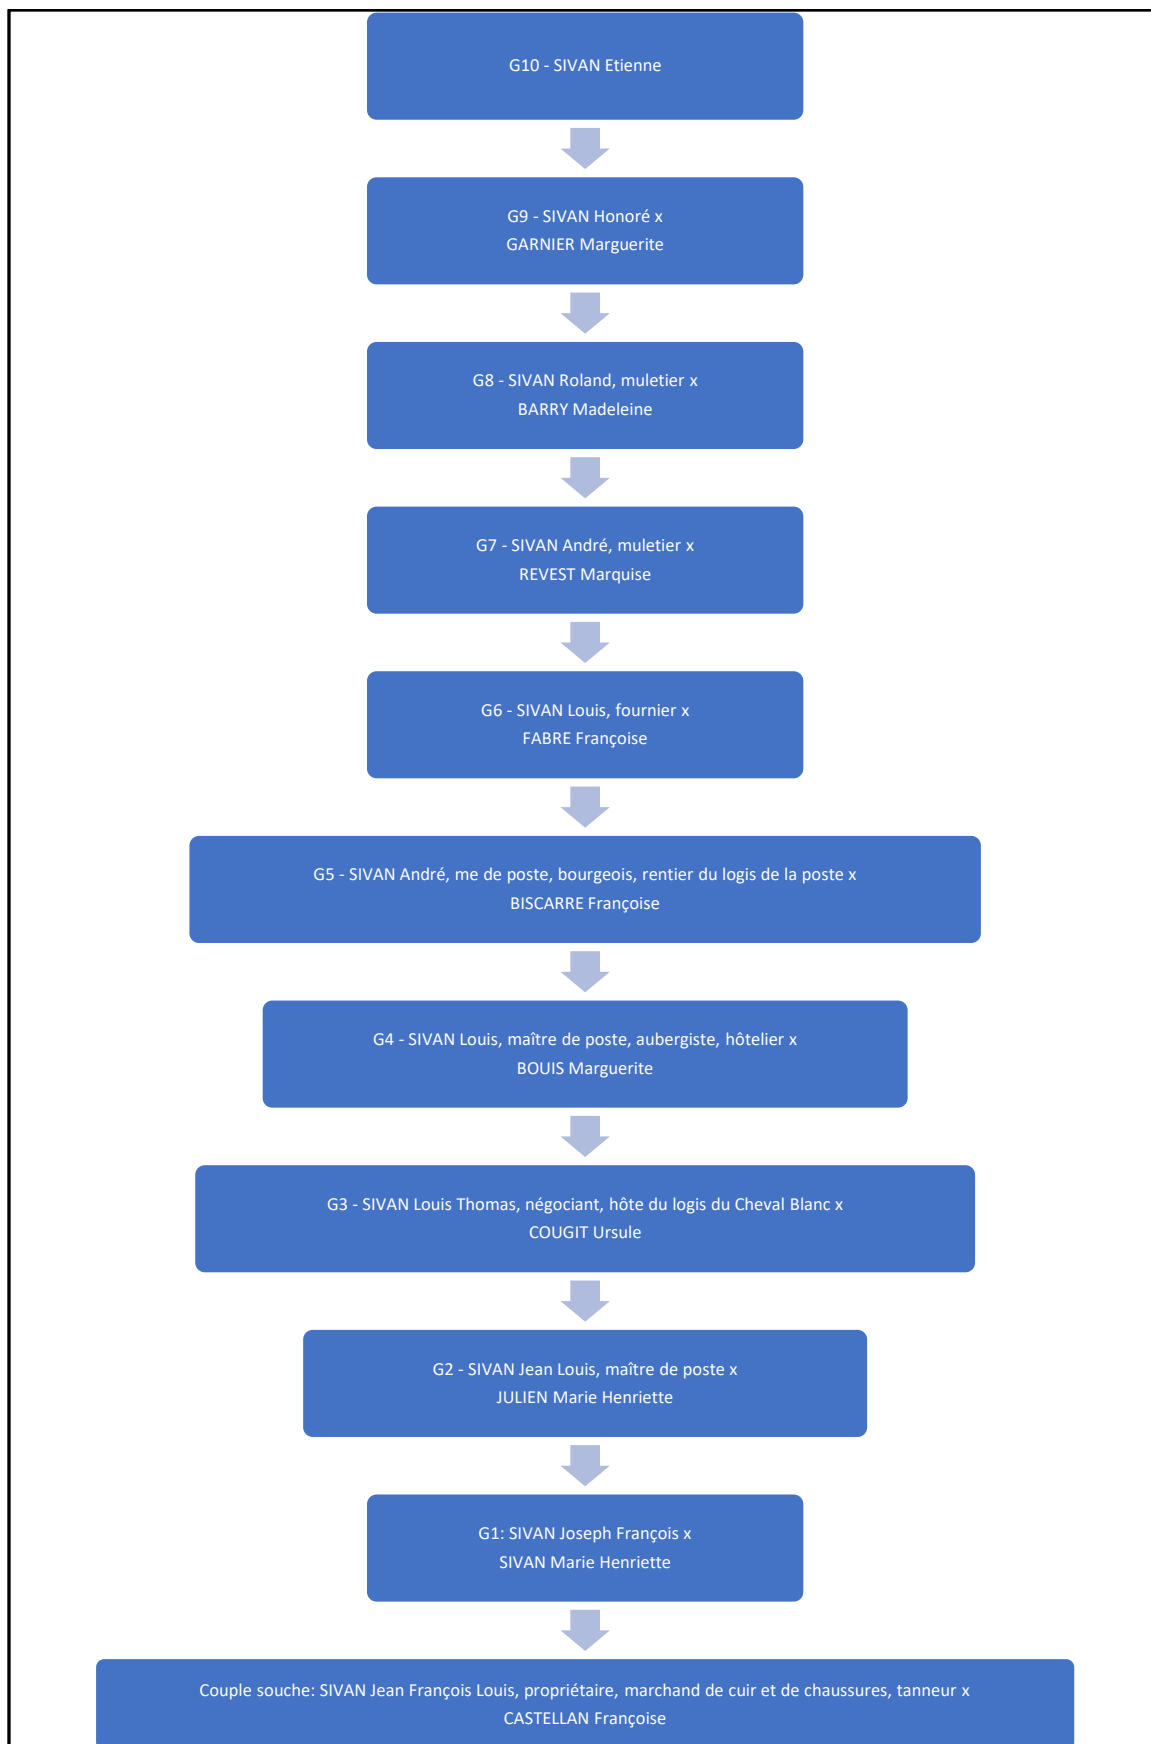 G10 - SIVAN Etienne
G9 - SIVAN Honoré x
GARNIER Marguerite
G8 - SIVAN Roland, muletier x
BARRY Madeleine
G7 - SIVAN André, muletier x
REVEST Marquise
G6 - SIVAN Louis, fournier x
FABRE Françoise
G5 - SIVAN André, me de poste, bourgeois, rentier du logis de la poste x
BISCARRE Françoise
G4 - SIVAN Louis, maître de poste, aubergiste, hôtelier x
BOUIS Marguerite
G3 - SIVAN Louis Thomas, négociant, hôte du logis du Cheval Blanc x
COUGIT Ursule
G2 - SIVAN Jean Louis, maître de poste x
JULIEN Marie Henriette
G1: SIVAN Joseph François x
SIVAN Marie Henriette
Couple souche: SIVAN Jean François Louis, propriétaire, marchand de cuir et de chaussures, tanneur x
CASTELLAN Françoise